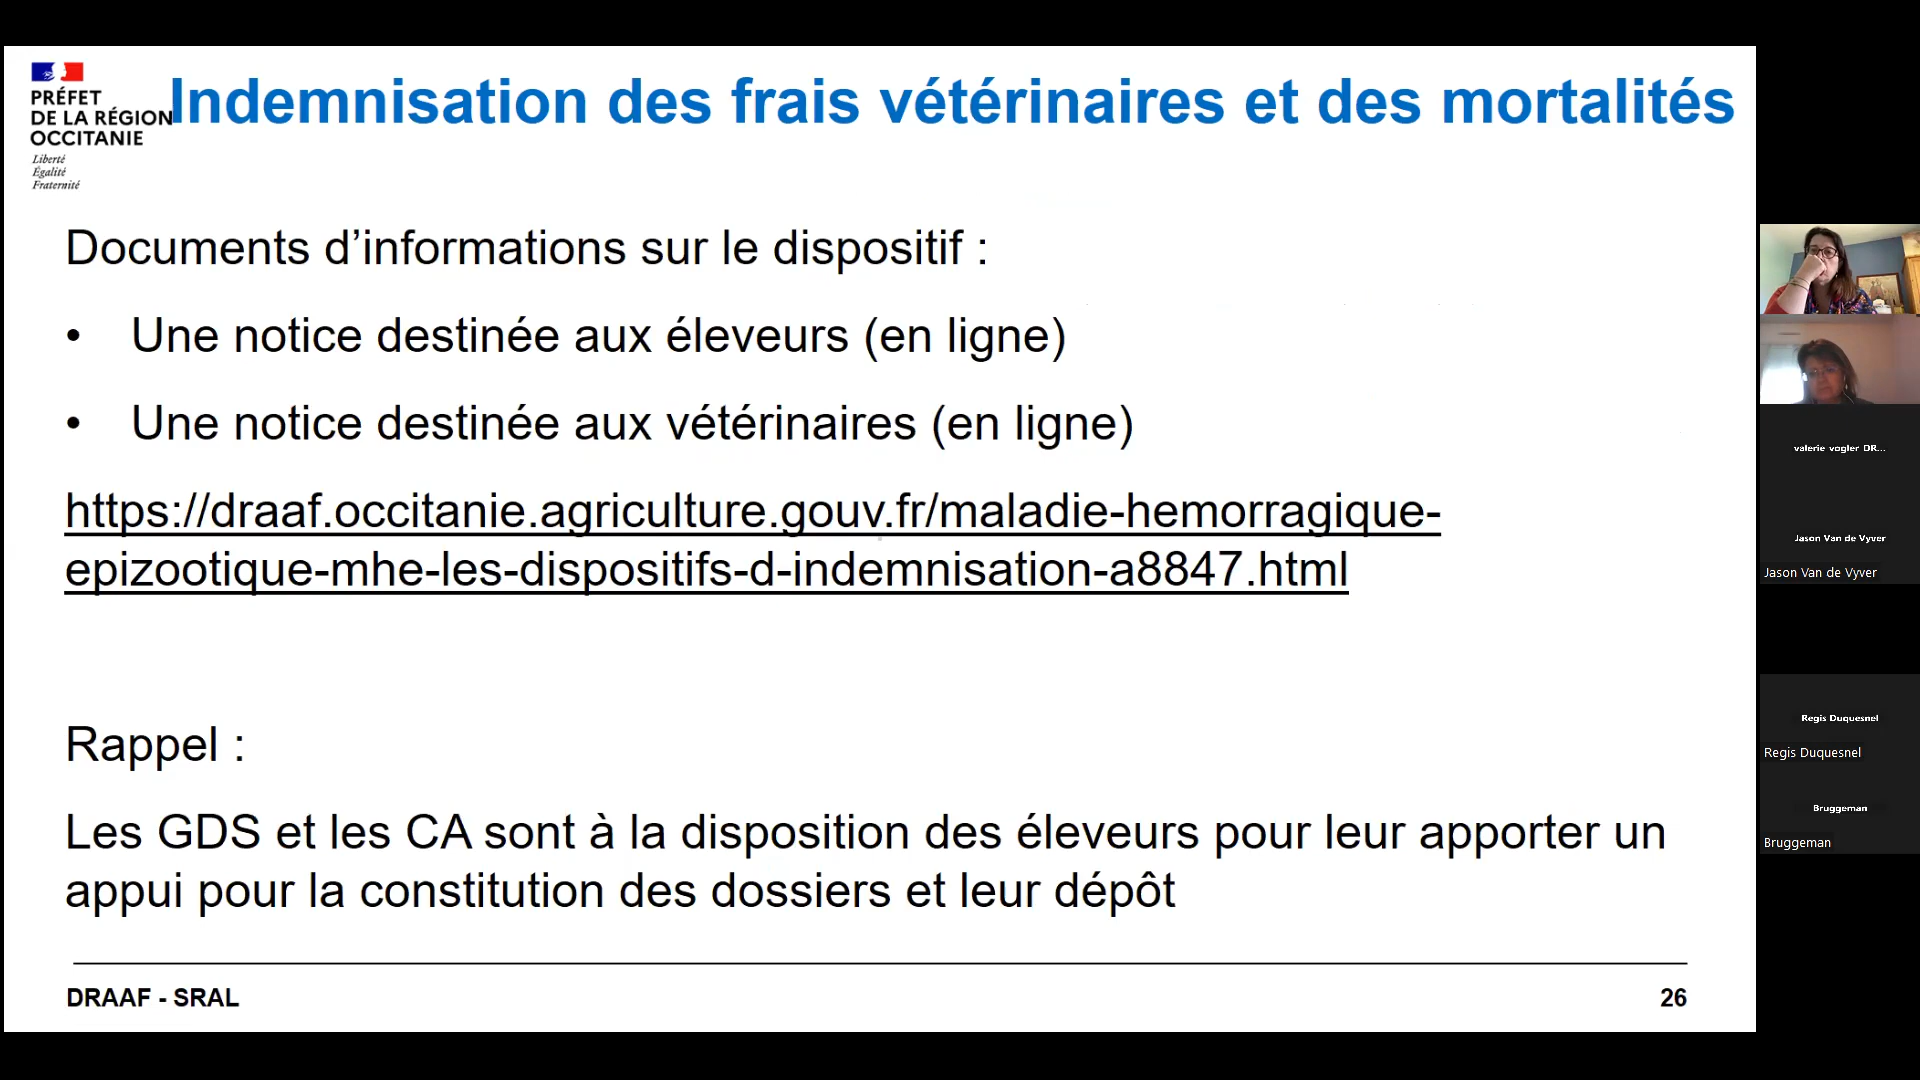 PRÉFET
DE LA RÉGION
OCCITANIE
Liberté
Égalité
Fraternité
Indemnisation des frais vétérinaires et des mortalités
Documents d’informations sur le dispositif :
• Une notice destinée aux éleveurs (en ligne)
• Une notice destinée aux vétérinaires (en ligne)
https://draaf.occitanie.agriculture.gouv.fr/maladie-hemorragique-
epizootique-mhe-les-dispositifs-d-indemnisation-a8847.html
Rappel :
Les GDS et les CA sont à la disposition des éleveurs pour leur apporter un
appui pour la constitution des dossiers et leur dépôt
DRAAF - SRAL
26
valerie vogler DR...
Jason Van de Vyver
Jason Van de Vyver
Regis Duquesnel
Regis Duquesnel
Bruggeman
Bruggeman